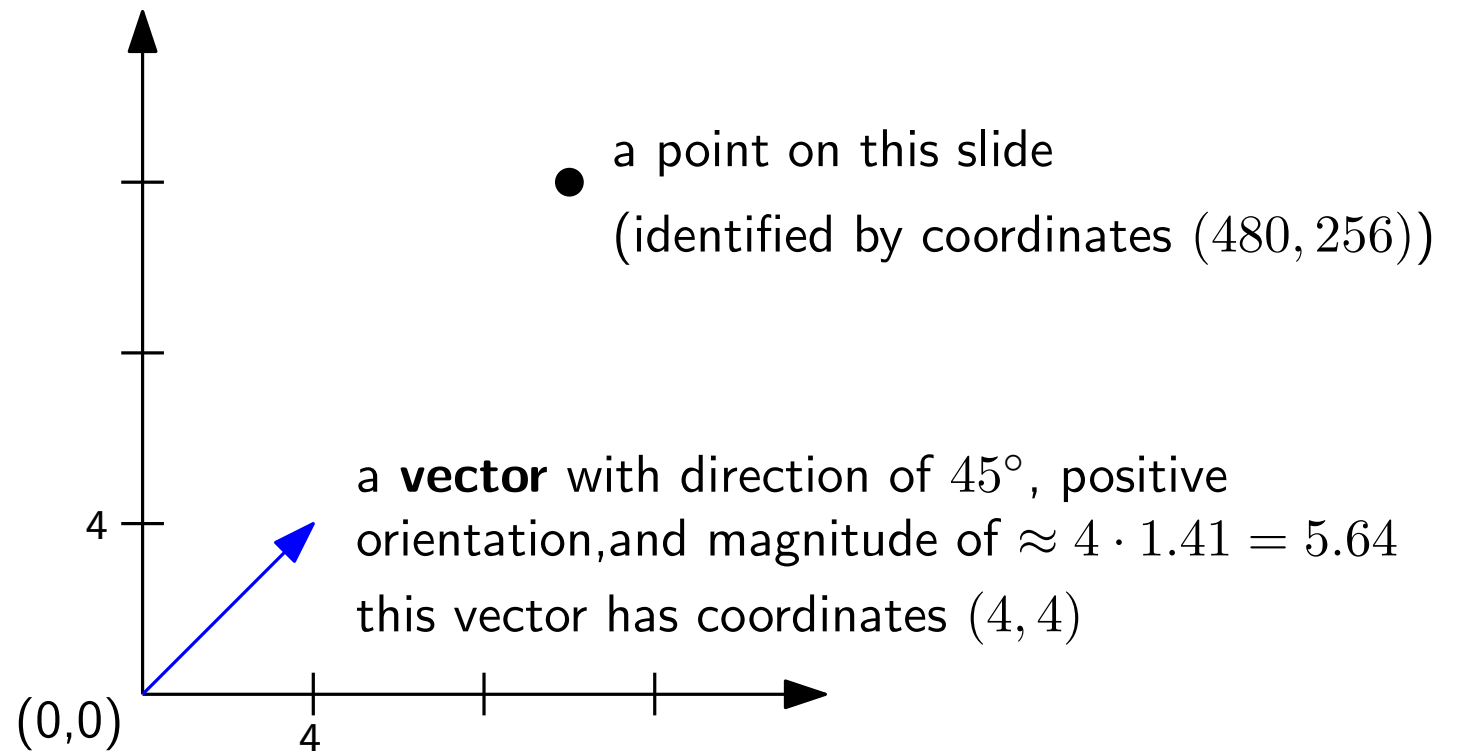 a point on this slide
(identified by coordinates (480, 256))
a vector with direction of 45°, positive
4
orientation,and magnitude of ≈ 4 · 1.41 = 5.64
this vector has coordinates (4, 4)
(0,0)
4